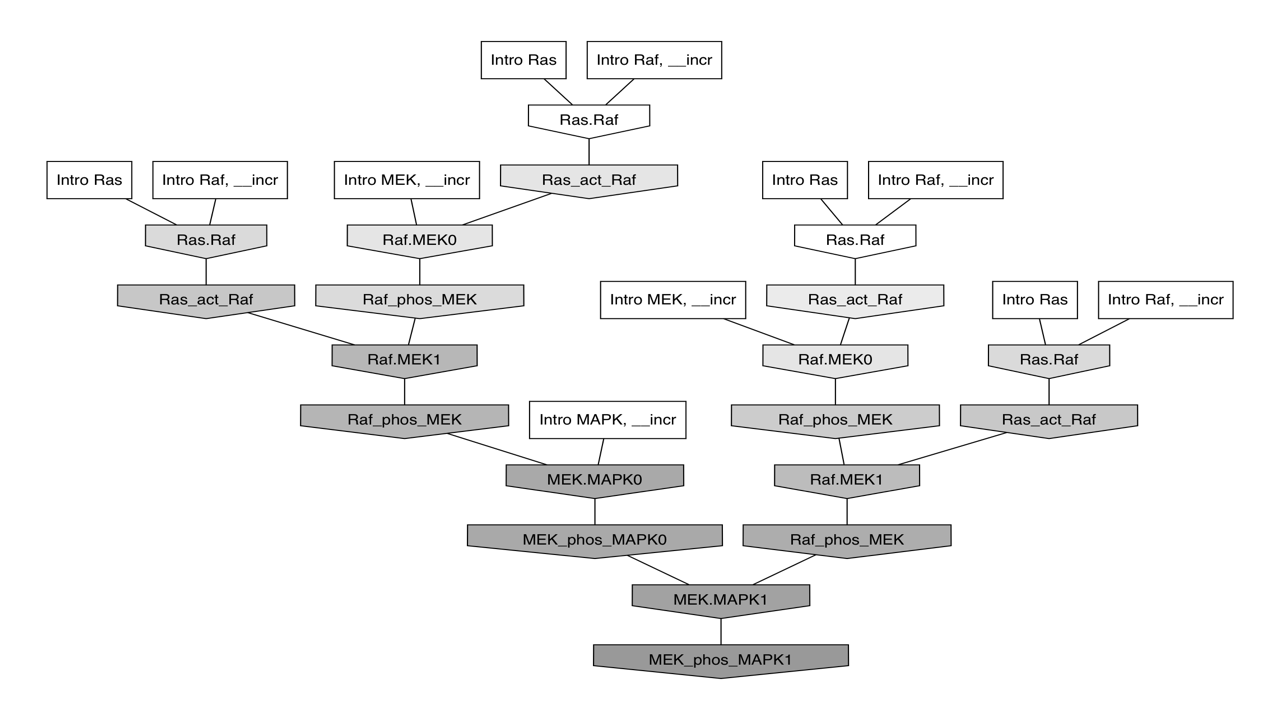 Intro Ras
Intro Raf, __incr
Ras.Raf
Intro Ras
Intro Raf, __incr
Intro MEK, __incr
Ras_act_Raf
Intro Ras
Intro Raf, __incr
Ras.Raf
Raf.MEK0
Ras.Raf
Ras_act_Raf
Raf_phos_MEK
Intro MEK, __incr
Ras_act_Raf
Intro Ras
Intro Raf, __incr
Raf.MEK1
Raf.MEK0
Ras.Raf
Raf_phos_MEK
Intro MAPK, __incr
Raf_phos_MEK
Ras_act_Raf
MEK.MAPK0
Raf.MEK1
MEK_phos_MAPK0
Raf_phos_MEK
MEK.MAPK1
MEK_phos_MAPK1